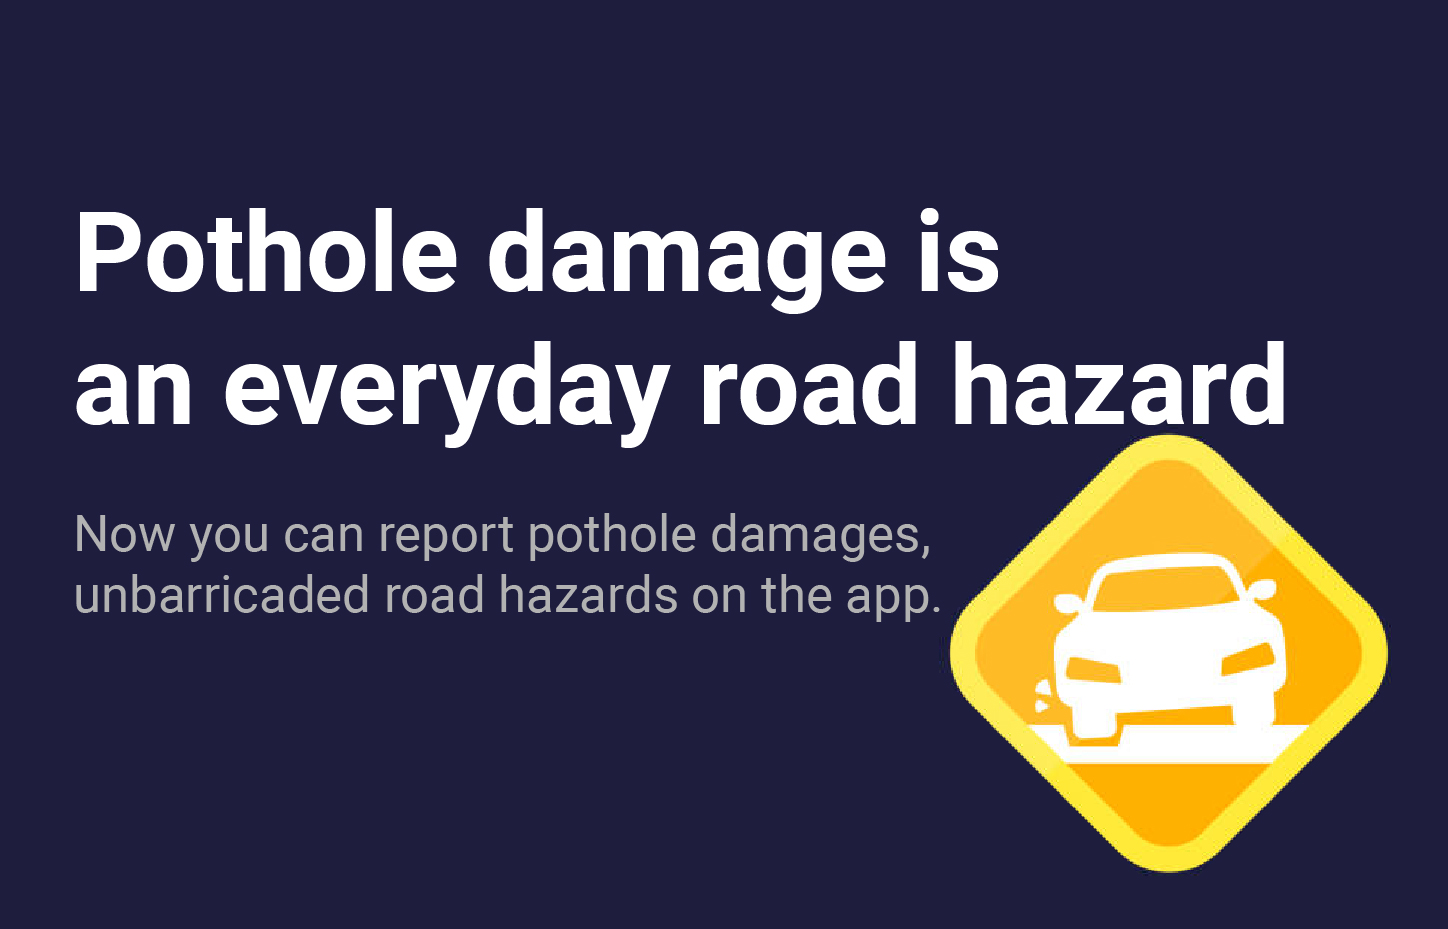 Pothole damage is
an everyday road hazard
Now you can report pothole damages,
unbarricaded road hazards on the app.